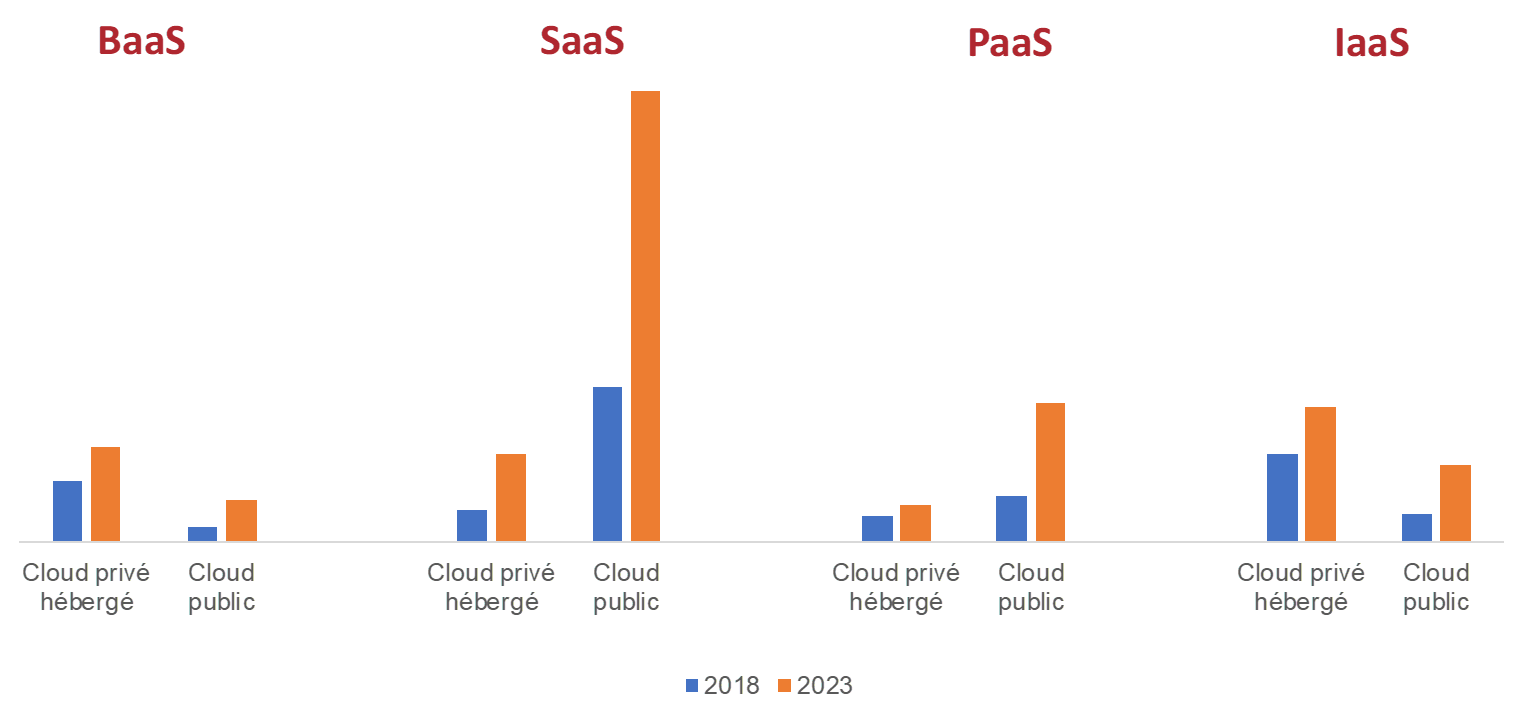 BaaS
SaaS
PaaS
IaaS
Cloud privé
hébergé
Cloud
public
Cloud privé
hébergé
Cloud
public
Cloud privé
hébergé
Cloud
public
Cloud privé
hébergé
Cloud
public
2018
2023